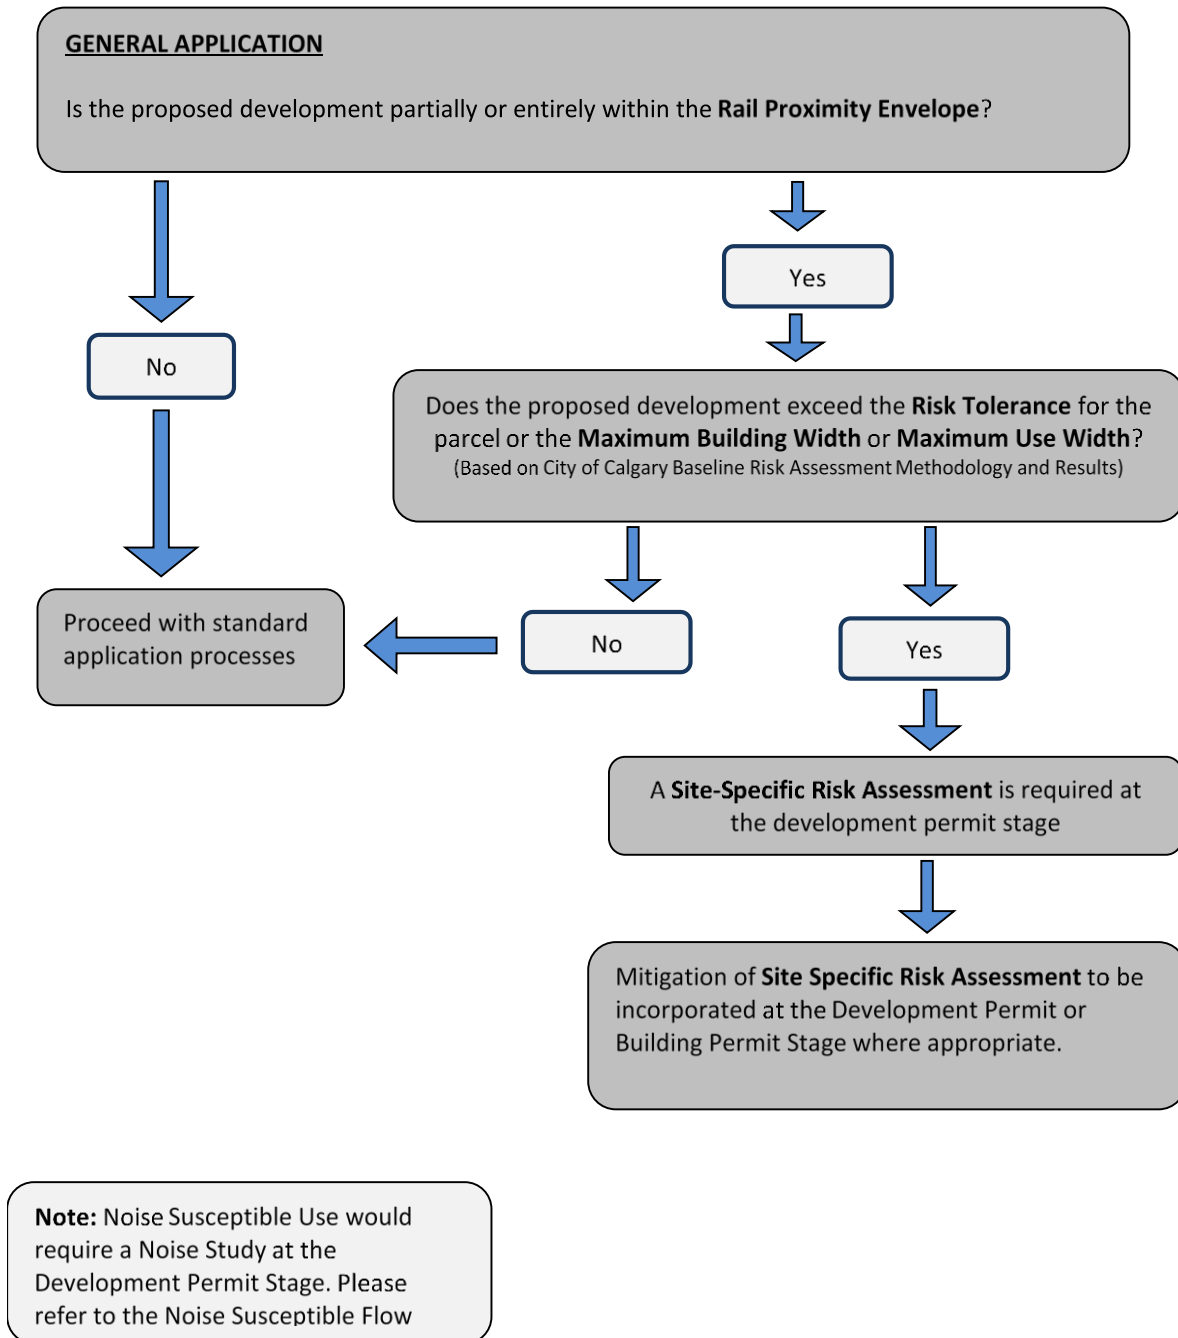 GENERAL APPLICATION
Is the proposed development partially or entirely within the Rail Proximity Envelope?
Yes
No
Does the proposed development exceed the Risk Tolerance for the
parcel or the Maximum Building Width or Maximum Use Width?
(Based on City of Calgary Baseline Risk Assessment Methodology and Results)
Proceed with standard
application processes
No
Yes
A Site-Specific Risk Assessment is required at
the development permit stage
Mitigation of Site Specific Risk Assessment to be
incorporated at the Development Permit or
Building Permit Stage where appropriate.
Note: Noise Susceptible Use would
require a Noise Study at the
Development Permit Stage. Please
refer to the Noise Susceptible Flow